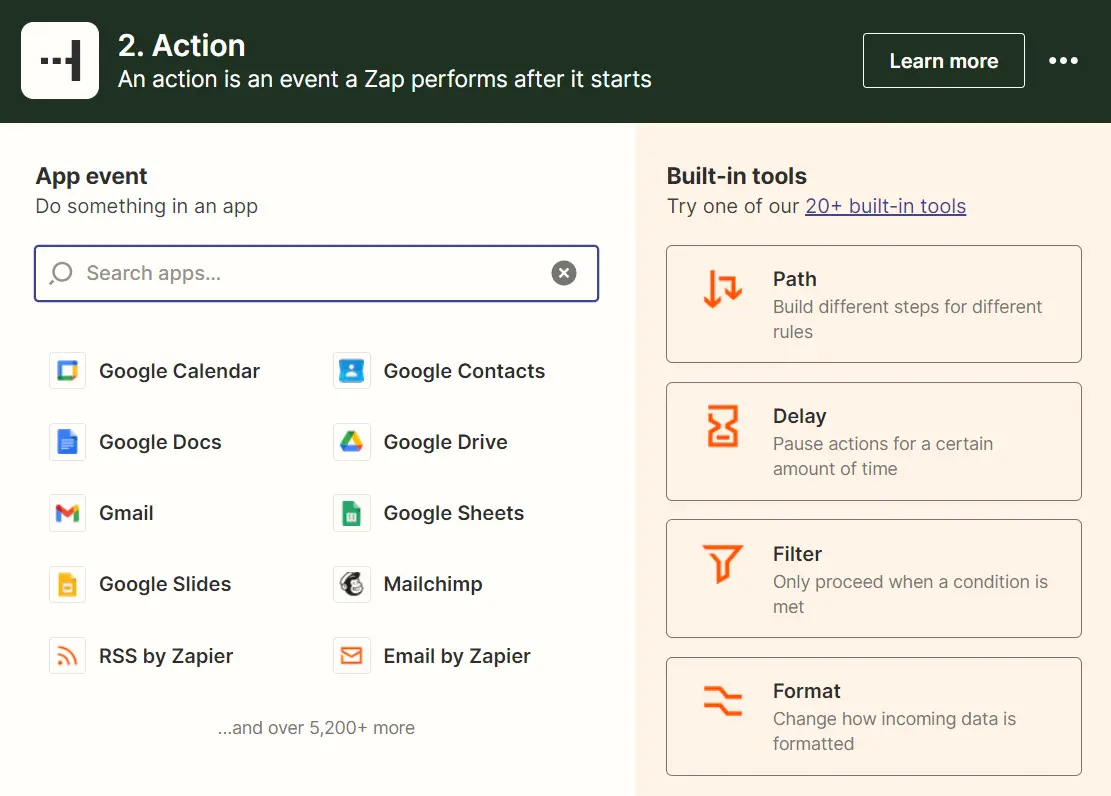 2. Action
An action is an event a Zap performs after it starts
Learn more
App event
Do something in an app
Search apps...
Google Calendar
Google Contacts
Google Docs
Google Drive
Gmail
Google Sheets
Google Slides
Mailchimp
RSS by Zapier
Email by Zapier
...and over 5,200+ more
Built-in tools
Try one of our 20+ built-in tools
Path
Build different steps for different
rules
Delay
Pause actions for a certain
amount of time
Filter
Only proceed when a condition is
met
Format
Change how incoming data is
formatted